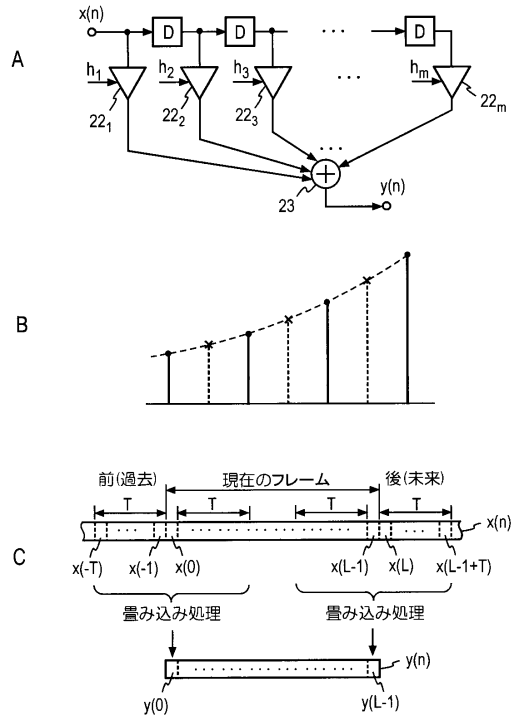 A
x(n)
D
D
...
D
h1
h2
h3
...
hm
221
222
223
22m
...
+
23
y(n)
B
C
前(過去)
現在のフレーム
後(未来)
T
T
T
T
x(n)
x(-T)
x(-1)
x(0)
x(L-1)
x(L)
x(L-1+T)
畳み込み処理
畳み込み処理
y(n)
y(0)
y(L-1)